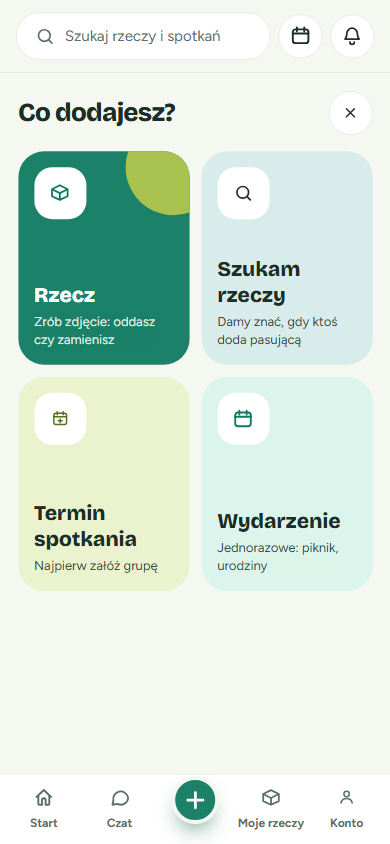 Szukaj rzeczy i spotkań
Co dodajesz?
Rzecz
Zrób zdjęcie: oddasz
czy zamienisz
Szukam
rzeczy
Damy znać, gdy ktoś
doda pasującą
Termin
spotkania
Najpierw załóż grupę
Wydarzenie
Jednorazowe: piknik,
urodziny
Start
Czat
Moje rzeczy
Konto